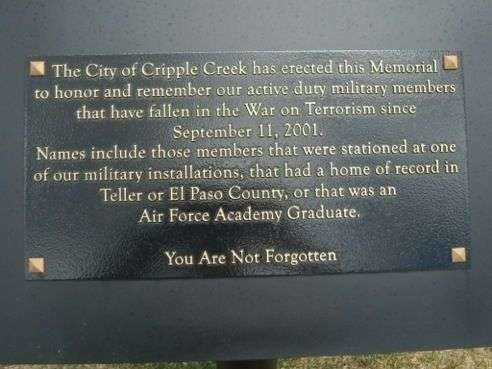 The City of Cripple Creek has erected this Memorial
to honor and remember our active duty military members
that have fallen in the War on Terrorism since
September 11, 2001.
Names include those members that were stationed at one
of our military installations, that had a home of record in
Teller or El Paso County, or that was an
Air Force Academy Graduate.
You Are Not Forgotten